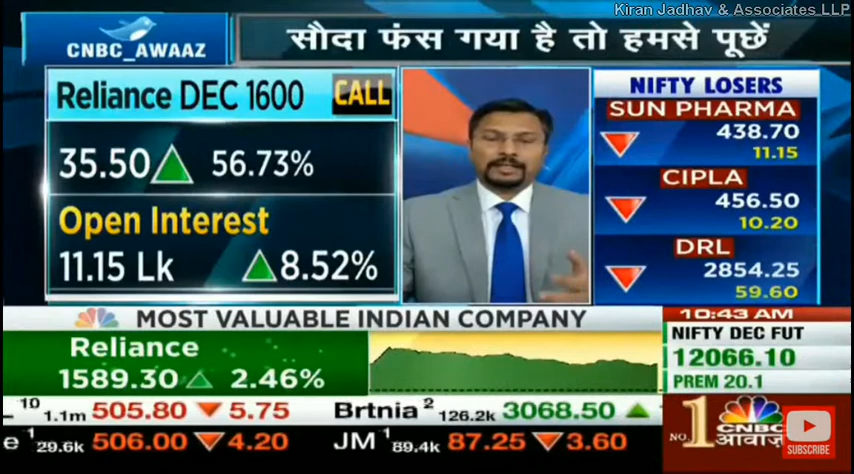 Kiran Jadhav & Associates LLP
CNBC_AWAAZ
सौदा फंस गया है तो हमसे पूछें
Reliance DEC 1600 CALL
35.50 56.73%
Open Interest
11.15 Lk 8.52%
NIFTY LOSERS
SUN PHARMA
438.70
11.15
CIPLA
456.50
10.20
DRL
2854.25
59.60
MOST VALUABLE INDIAN COMPANY
Reliance
1589.30 2.46%
10:43 AM
NIFTY DEC FUT
12066.10
PREM 20.1
10 1.1m 505.80 5.75 Brtnia 2 126.2k 3068.50
e 1 29.6k 506.00 4.20 JM 1 89.4k 87.25 3.60
NO. 1 CNBC
आवाज़
SUBSCRIBE